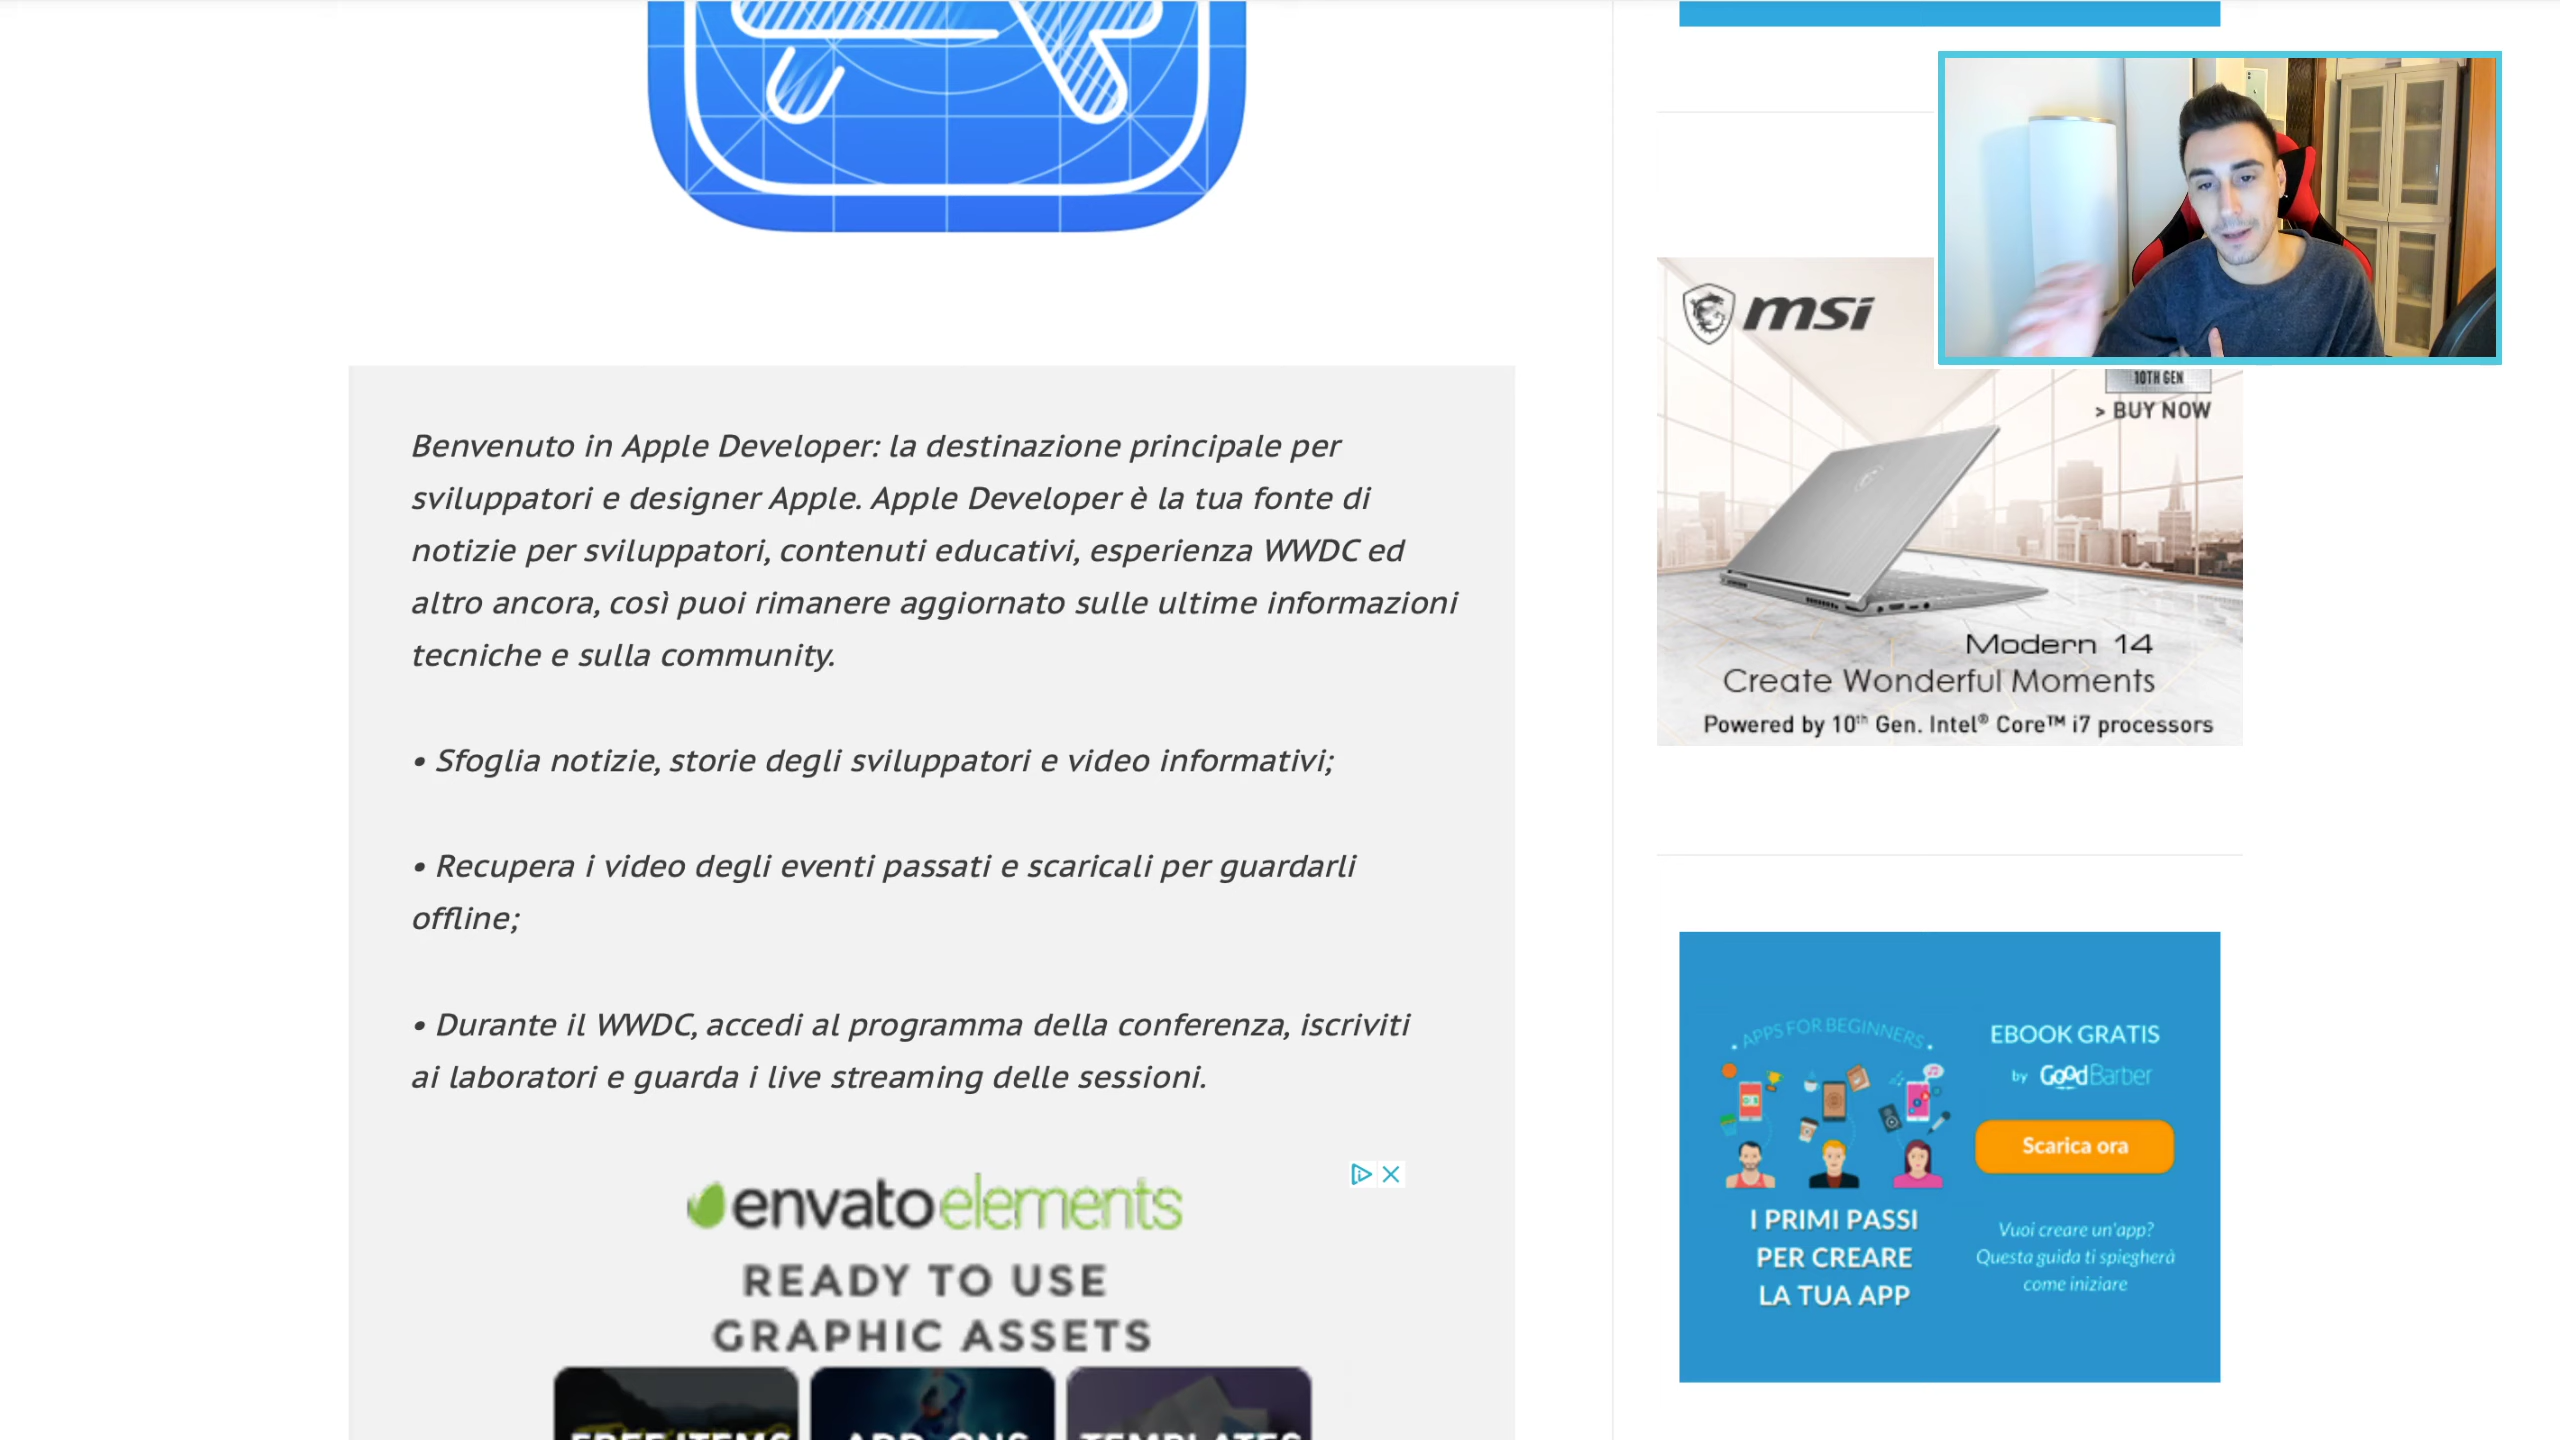 Benvenuto in Apple Developer: la destinazione principale per
sviluppatori e designer Apple. Apple Developer è la tua fonte di
notizie per sviluppatori, contenuti educativi, esperienza WWDC ed
altro ancora, così puoi rimanere aggiornato sulle ultime informazioni
tecniche e sulla community.
• Sfoglia notizie, storie degli sviluppatori e video informativi;
• Recupera i video degli eventi passati e scaricali per guardarli
offline;
• Durante il WWDC, accedi al programma della conferenza, iscriviti
ai laboratori e guarda i live streaming delle sessioni.
envatoelements
READY TO USE
GRAPHIC ASSETS
FREE ITEMS
ADD-ONS
TEMPLATES
msi
10TH GEN
> BUY NOW
Modern 14
Create Wonderful Moments
Powered by 10th Gen. Intel® Core™ i7 processors
• APPS FOR BEGINNERS •
EBOOK GRATIS
by GoodBarber
Scarica ora
I PRIMI PASSI
PER CREARE
LA TUA APP
Vuoi creare un'app?
Questa guida ti spiegherà
come iniziare